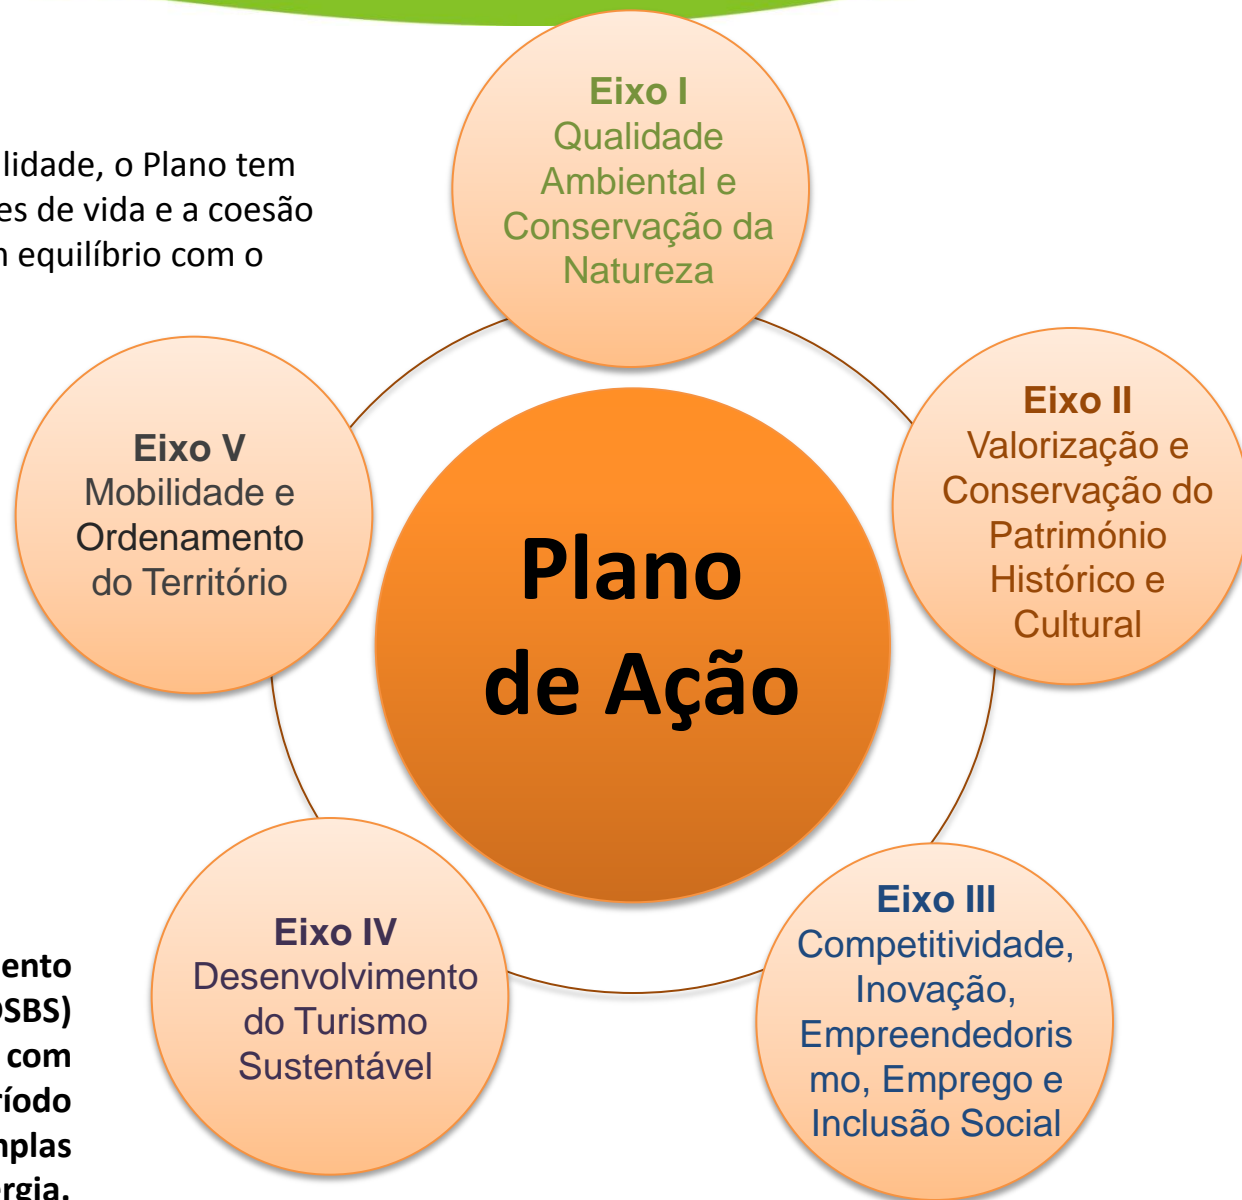 Eixo I
Qualidade
Ambiental e
Conservação da
Natureza
lidade, o Plano tem
es de vida e a coesão
equilíbrio com o
Eixo II
Valorização e
Conservação do
Património
Histórico e
Cultural
Eixo V
Mobilidade e
Ordenamento
do Território
Plano
de Ação
Eixo III
Competitividade,
Inovação,
Empreendedoris
mo, Emprego e
Inclusão Social
Eixo IV
Desenvolvimento
do Turismo
Sustentável
ento
SBS)
com
ríodo
nplas
ergia.